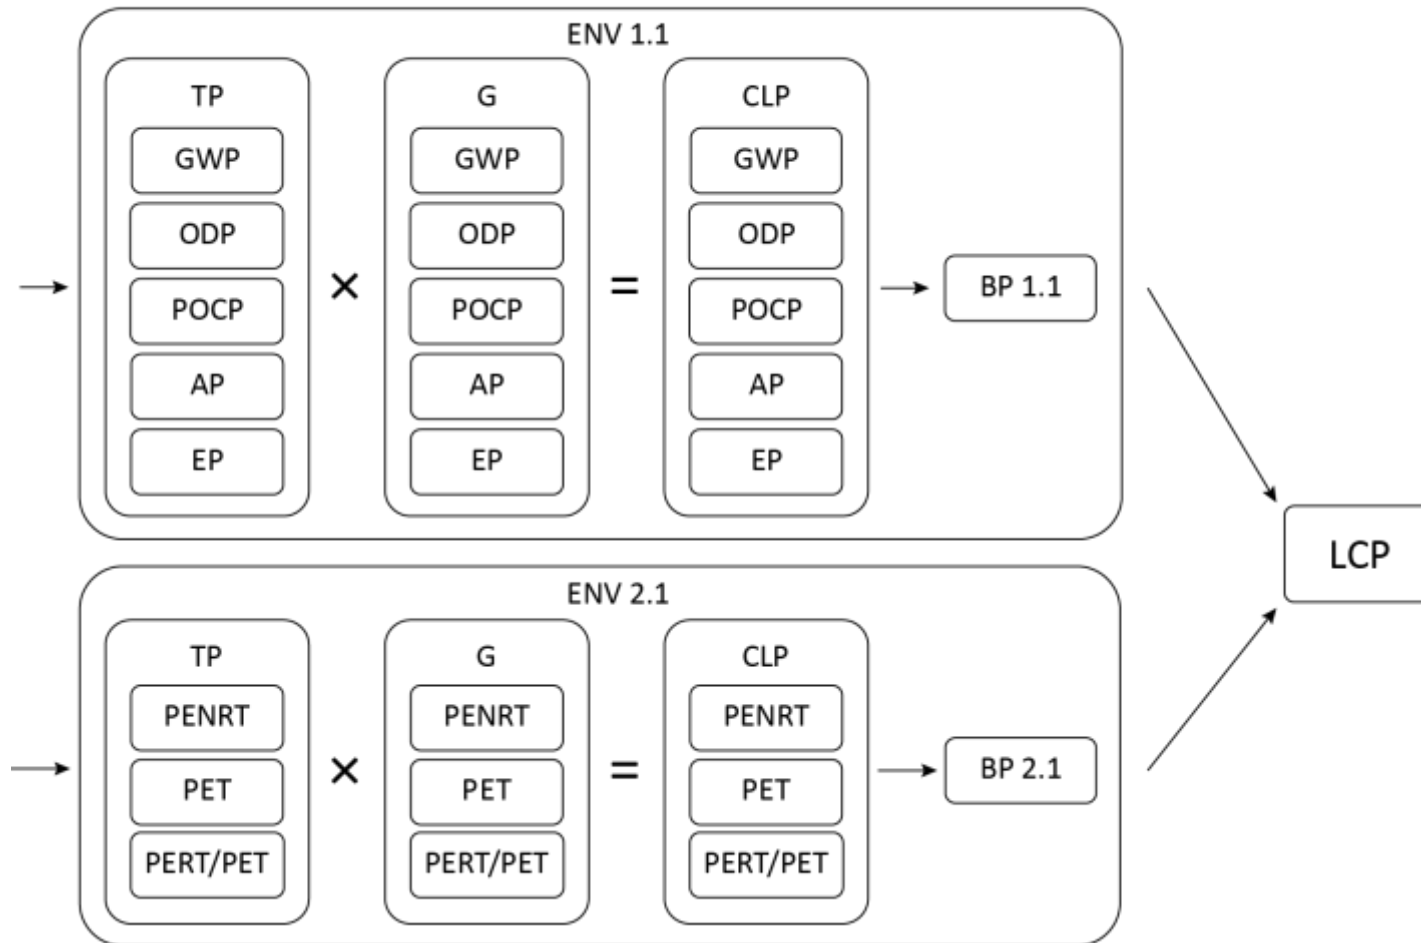 ENV 1.1
TP
GWP
ODP
POCP
AP
EP
×
G
GWP
ODP
POCP
AP
EP
=
CLP
GWP
ODP
POCP
AP
EP
BP 1.1
ENV 2.1
TP
PENRT
PET
PERT/PET
×
G
PENRT
PET
PERT/PET
=
CLP
PENRT
PET
PERT/PET
BP 2.1
LCP